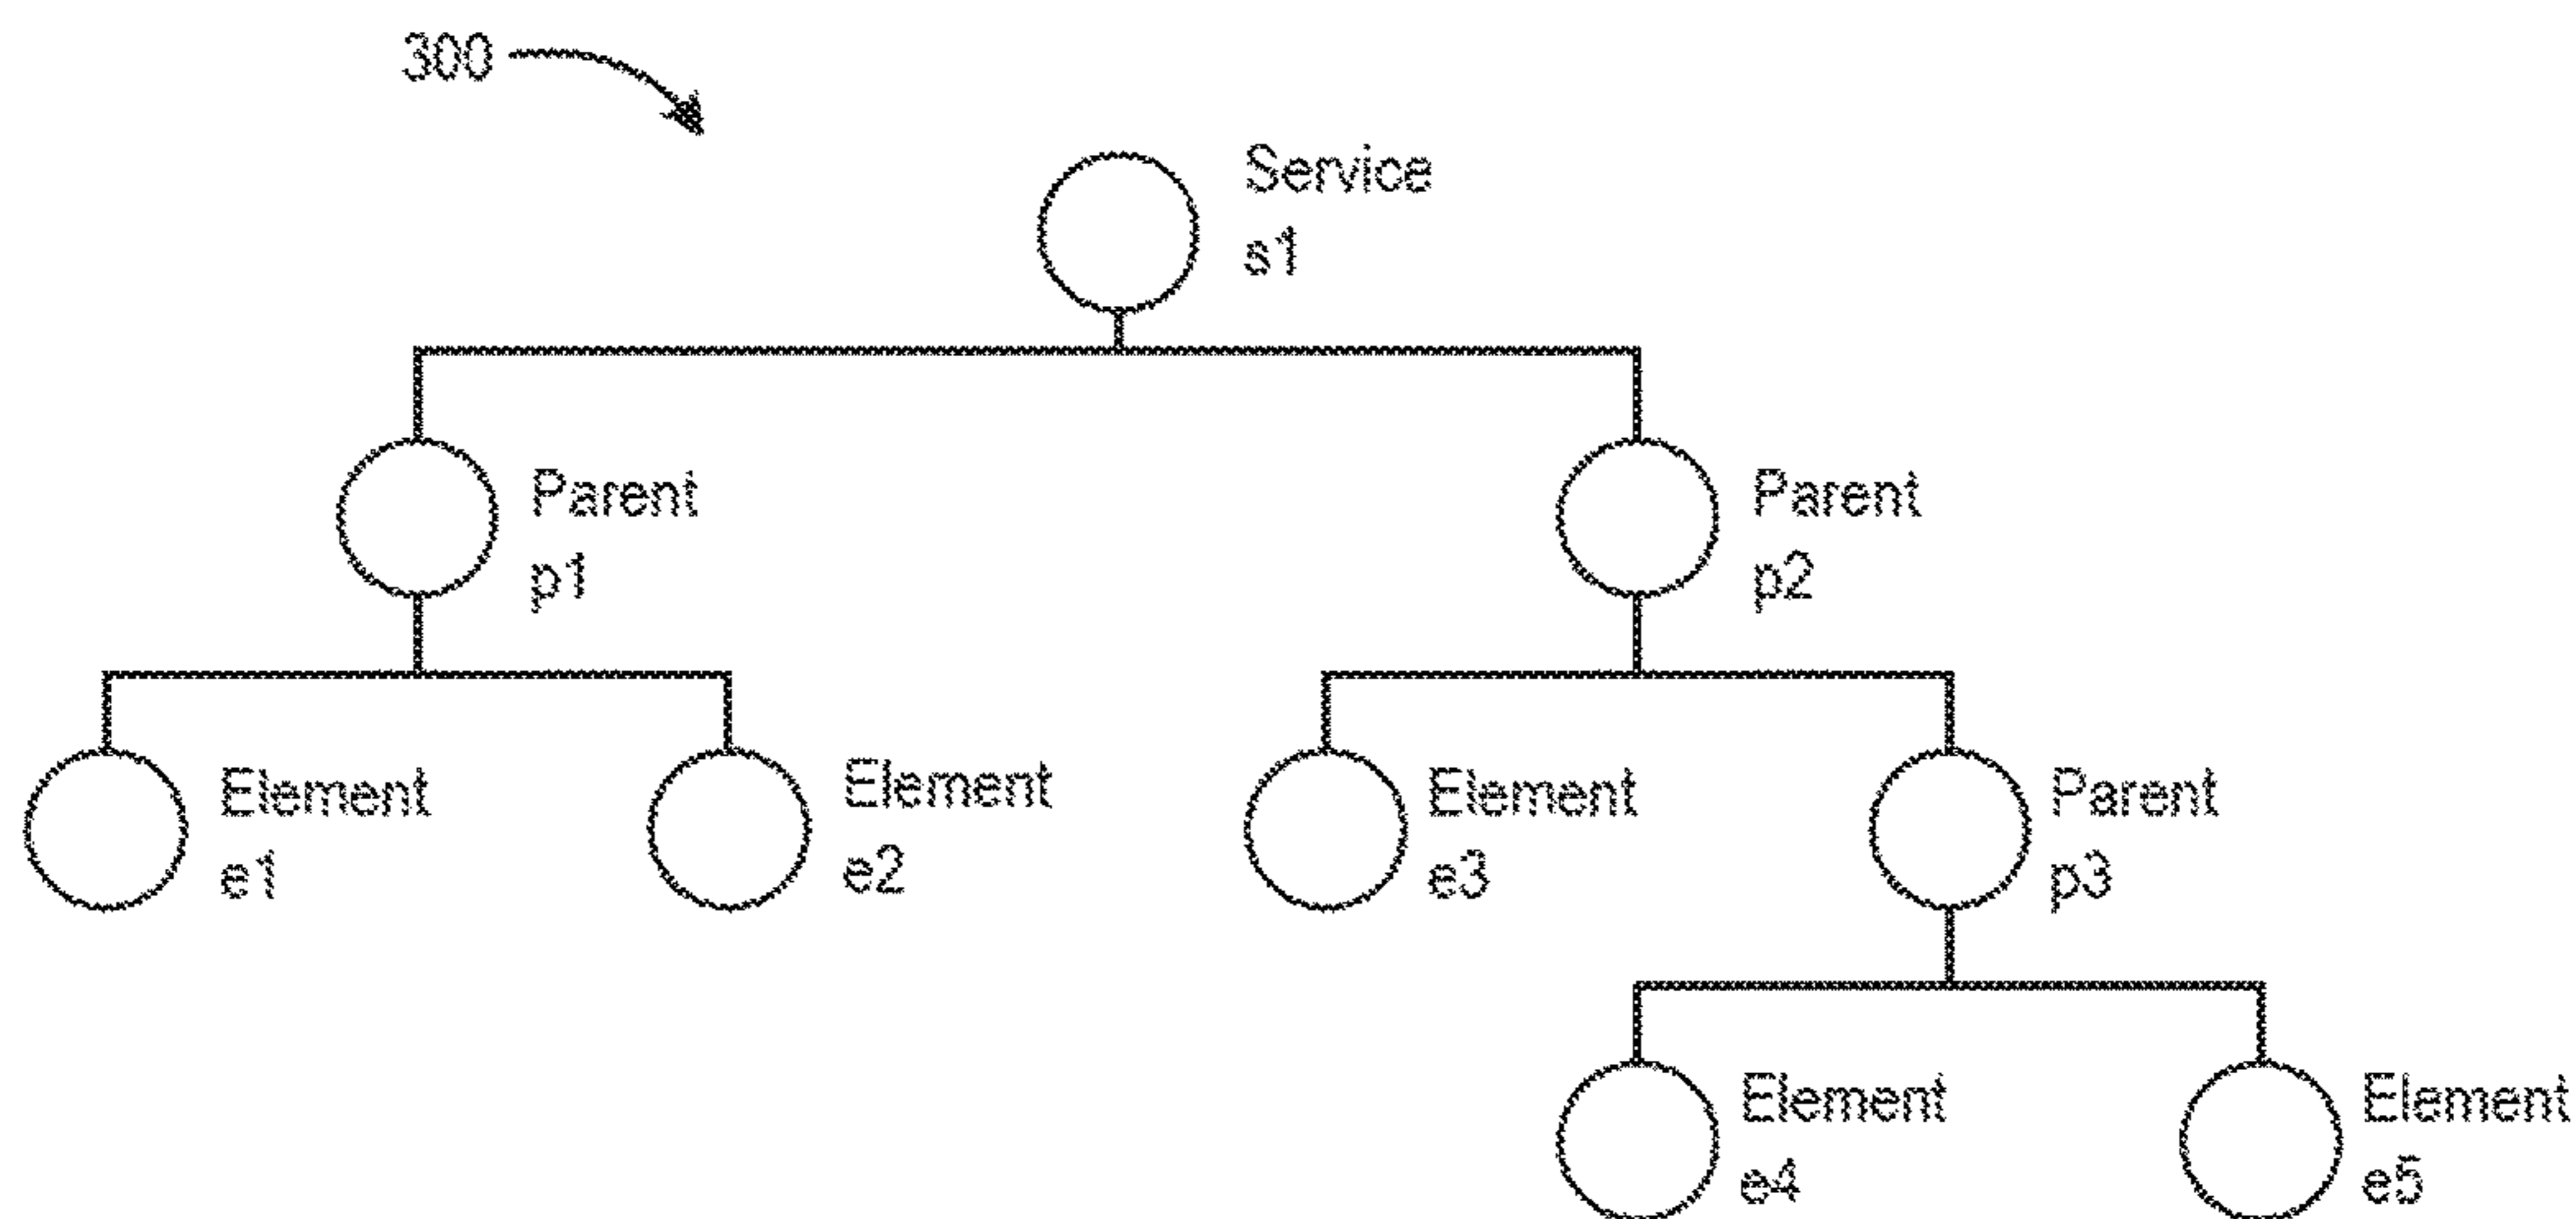 300
Service
s1
Parent
p1
Parent
p2
Element
e1
Element
e2
Element
e3
Parent
p3
Element
e4
Element
e5